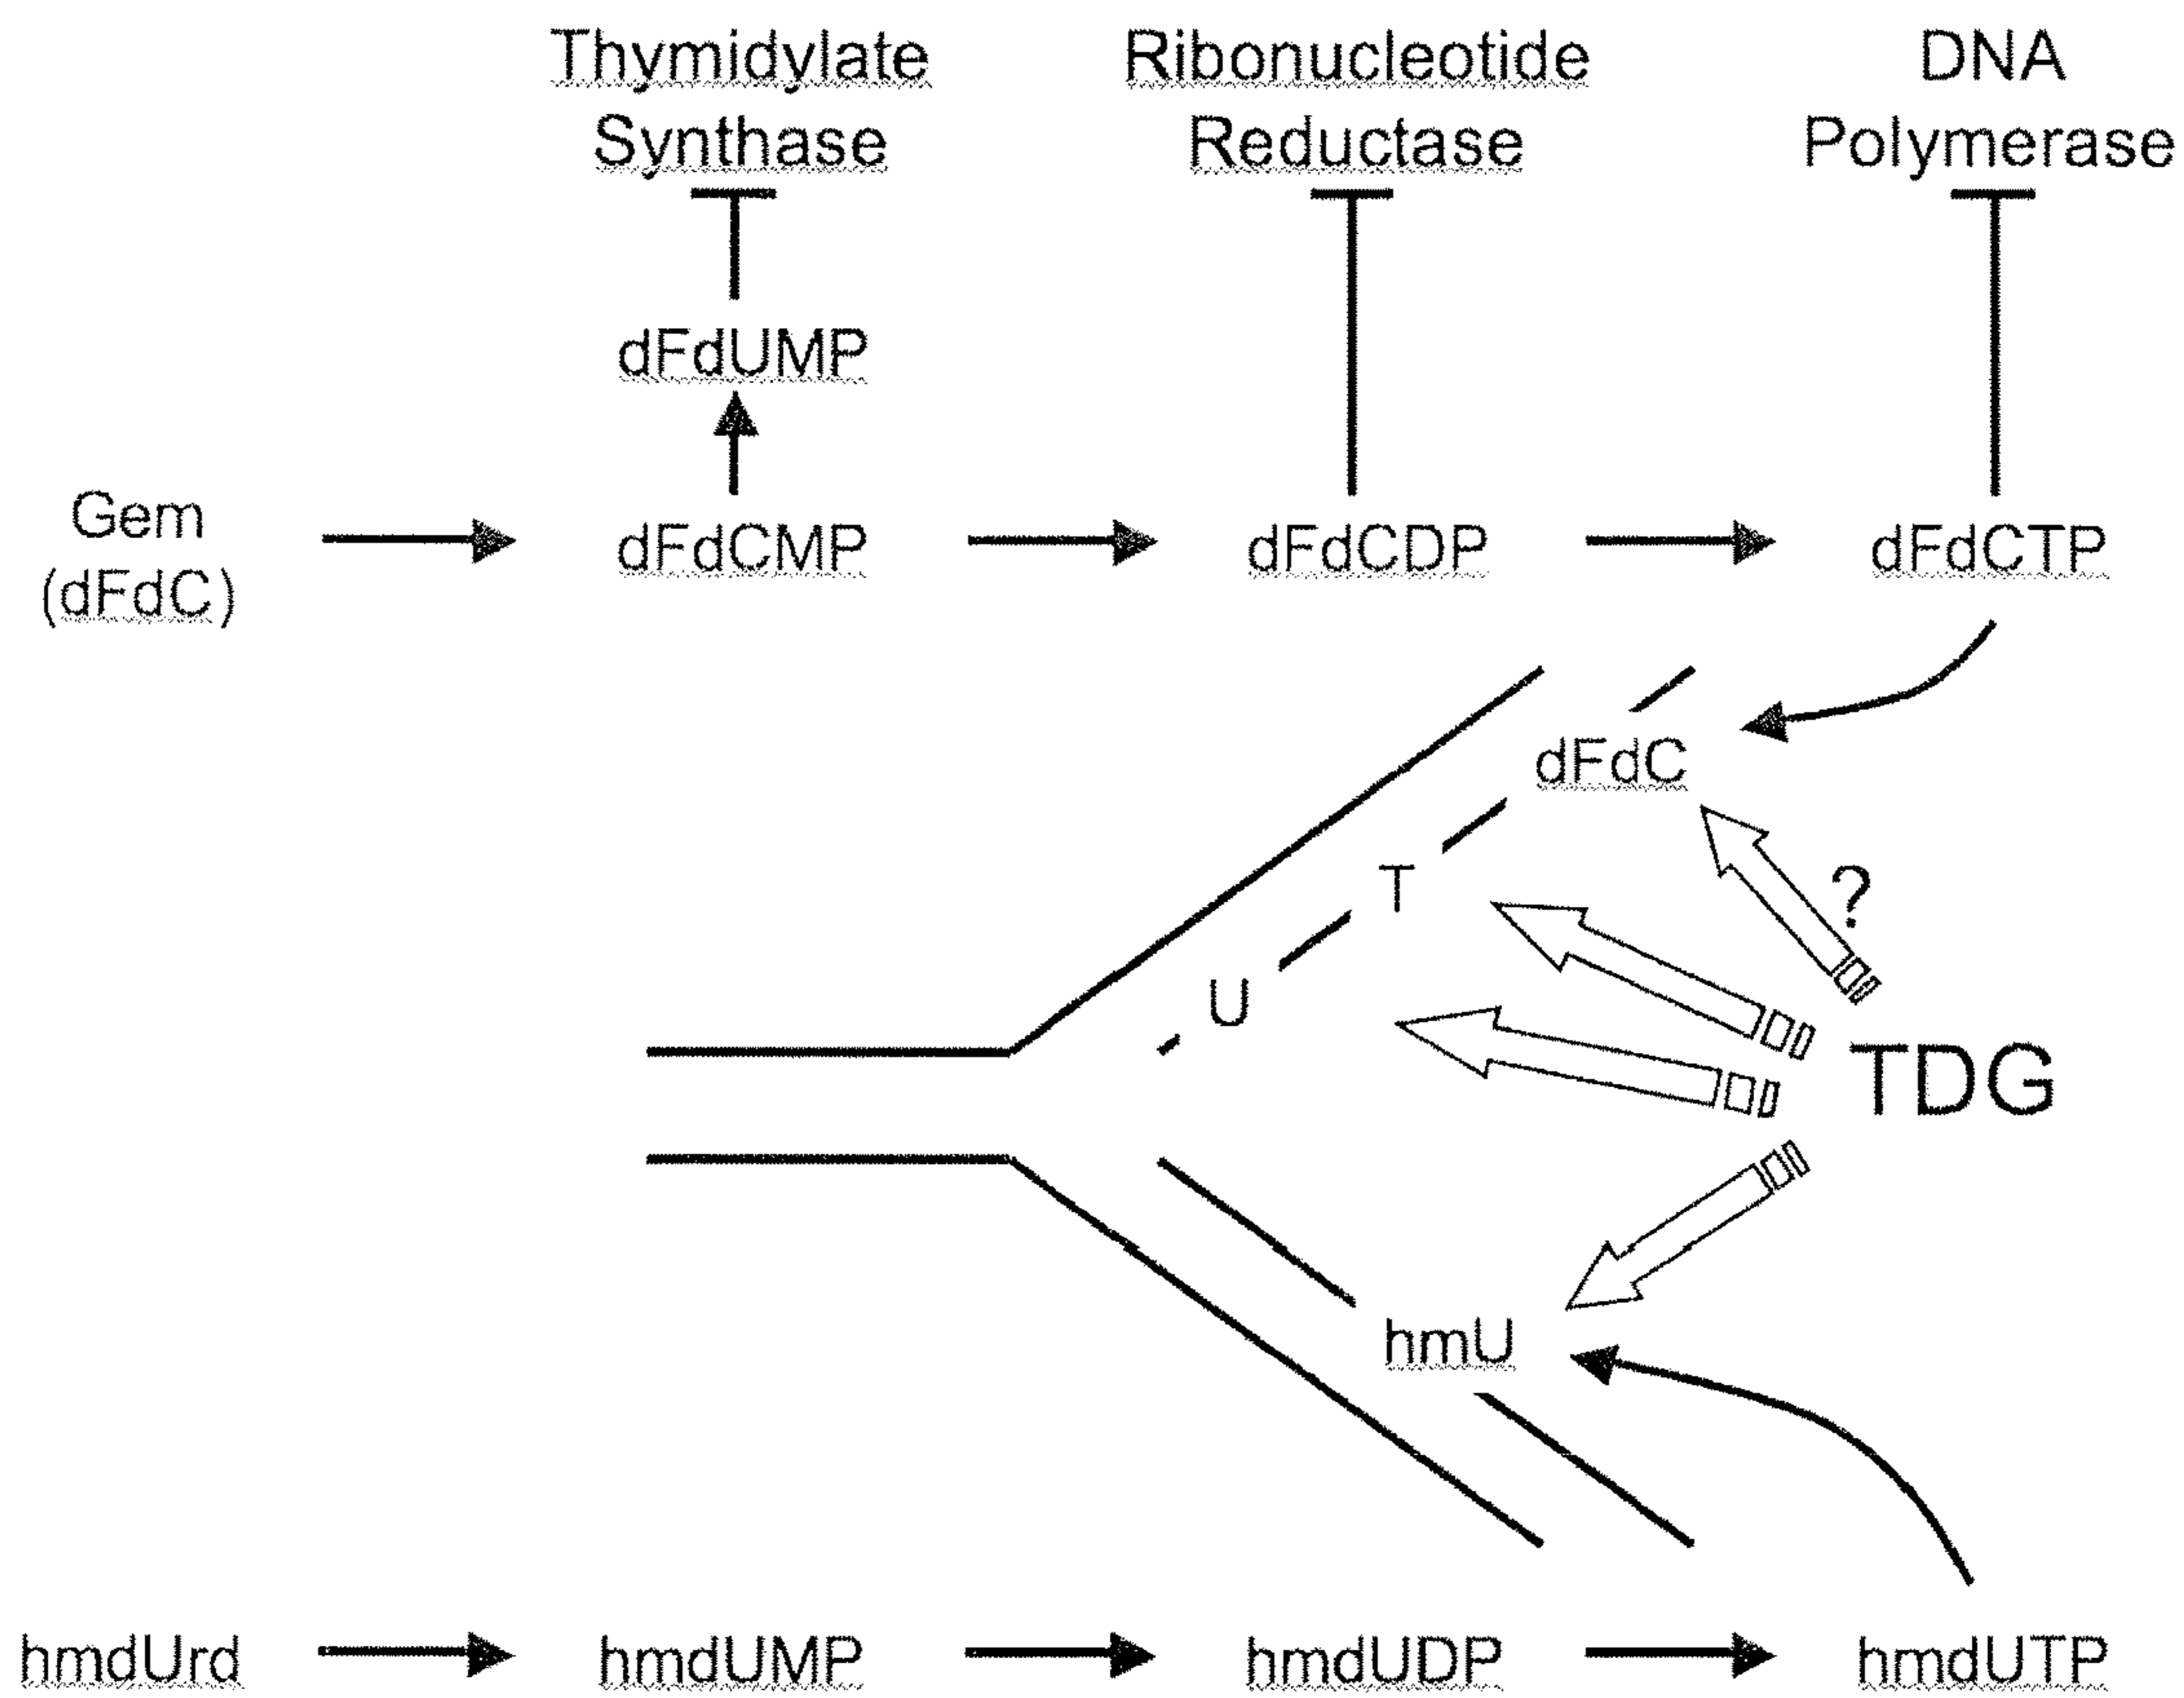 Thymidylate
Synthase
Ribonucleotide
Reductase
DNA
Polymerase
dFdUMP
Gem
(dFdC)
dFdCMP
dFdCDP
dFdCTP
dFdC
T
?
U
TDG
hmU
hmdUrd
hmdUMP
hmdUDP
hmdUTP